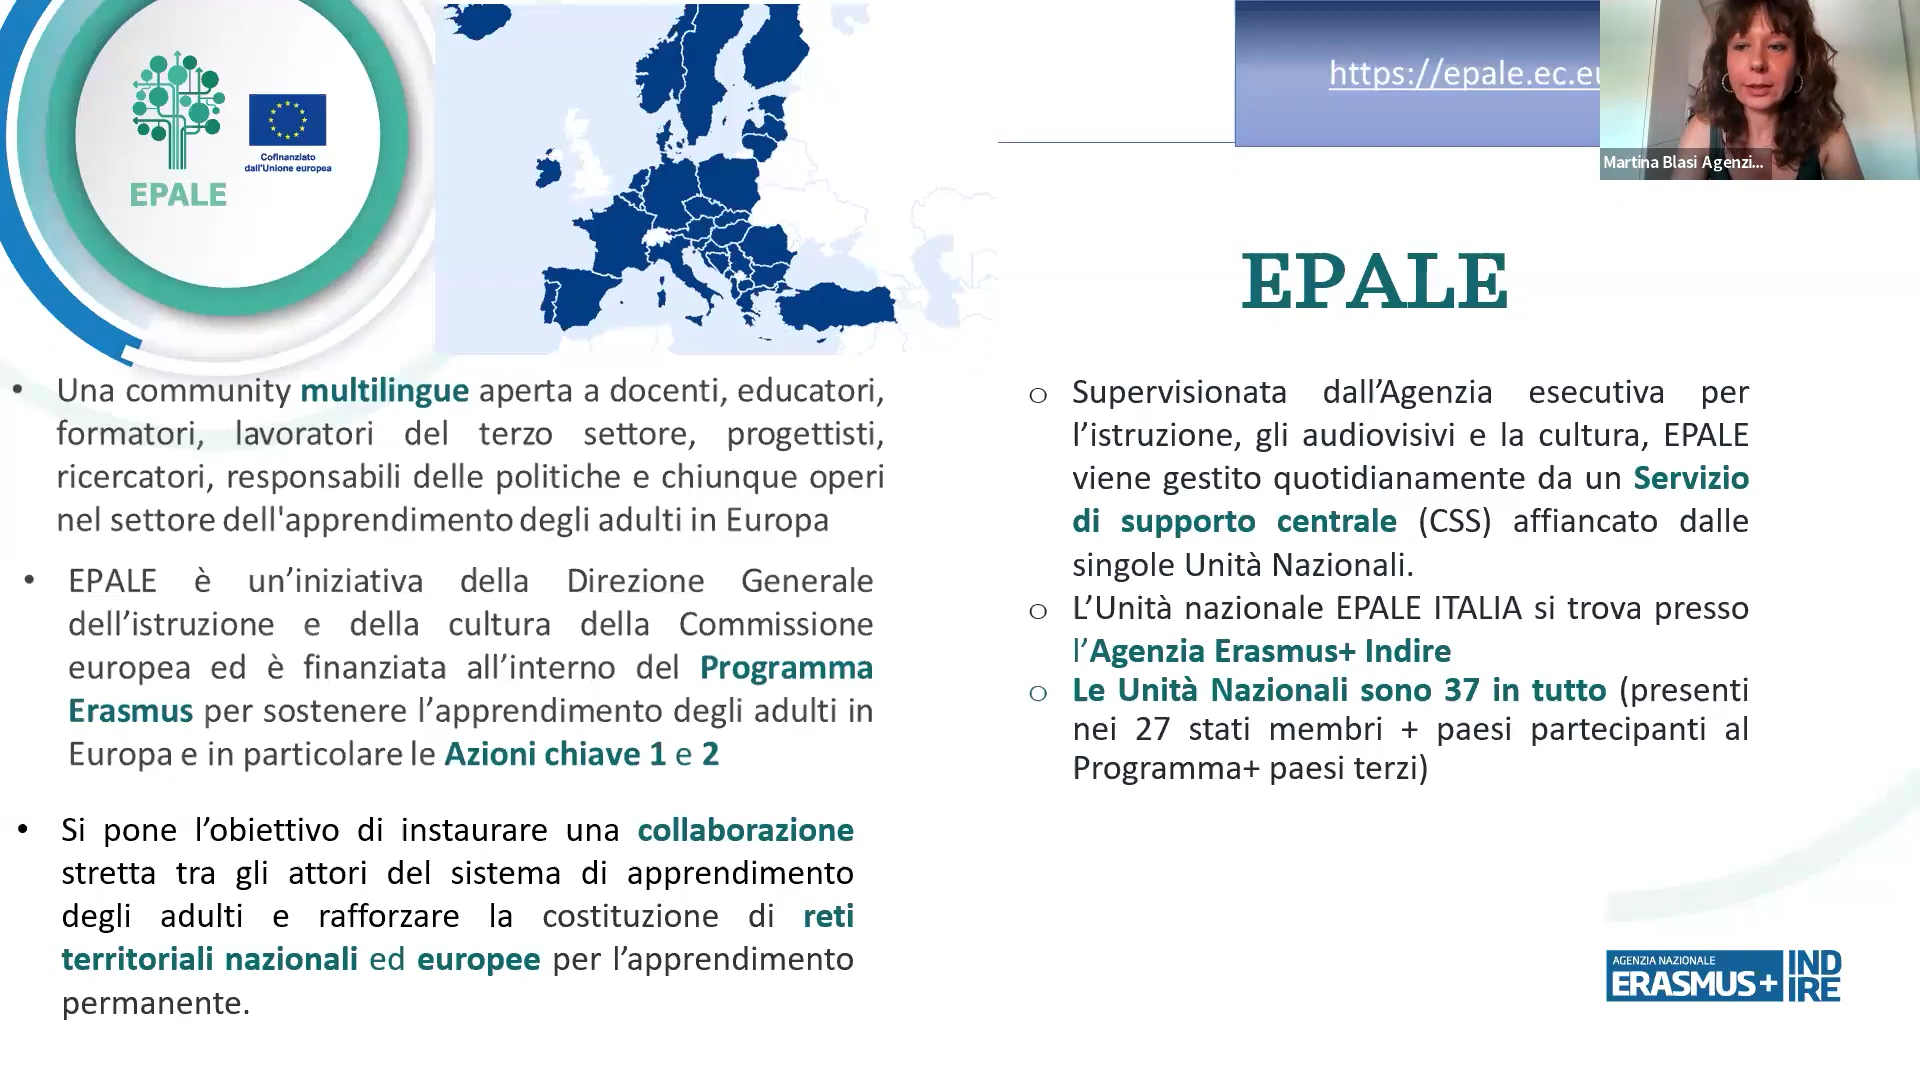 EPALE
Cofinanziato
dall'Unione europea
https://epale.ec.eu
Martina Blasi Agenzi...
EPALE
• Una community multilingue aperta a docenti, educatori,
formatori, lavoratori del terzo settore, progettisti,
ricercatori, responsabili delle politiche e chiunque operi
nel settore dell'apprendimento degli adulti in Europa
• EPALE è un’iniziativa della Direzione Generale
dell’istruzione e della cultura della Commissione
europea ed è finanziata all’interno del Programma
Erasmus per sostenere l’apprendimento degli adulti in
Europa e in particolare le Azioni chiave 1 e 2
• Si pone l’obiettivo di instaurare una collaborazione
stretta tra gli attori del sistema di apprendimento
degli adulti e rafforzare la costituzione di reti
territoriali nazionali ed europee per l’apprendimento
permanente.
o Supervisionata dall’Agenzia esecutiva per
l’istruzione, gli audiovisivi e la cultura, EPALE
viene gestito quotidianamente da un Servizio
di supporto centrale (CSS) affiancato dalle
singole Unità Nazionali.
o L’Unità nazionale EPALE ITALIA si trova presso
l’Agenzia Erasmus+ Indire
o Le Unità Nazionali sono 37 in tutto (presenti
nei 27 stati membri + paesi partecipanti al
Programma+ paesi terzi)
AGENZIA NAZIONALE
ERASMUS+
IND
IRE